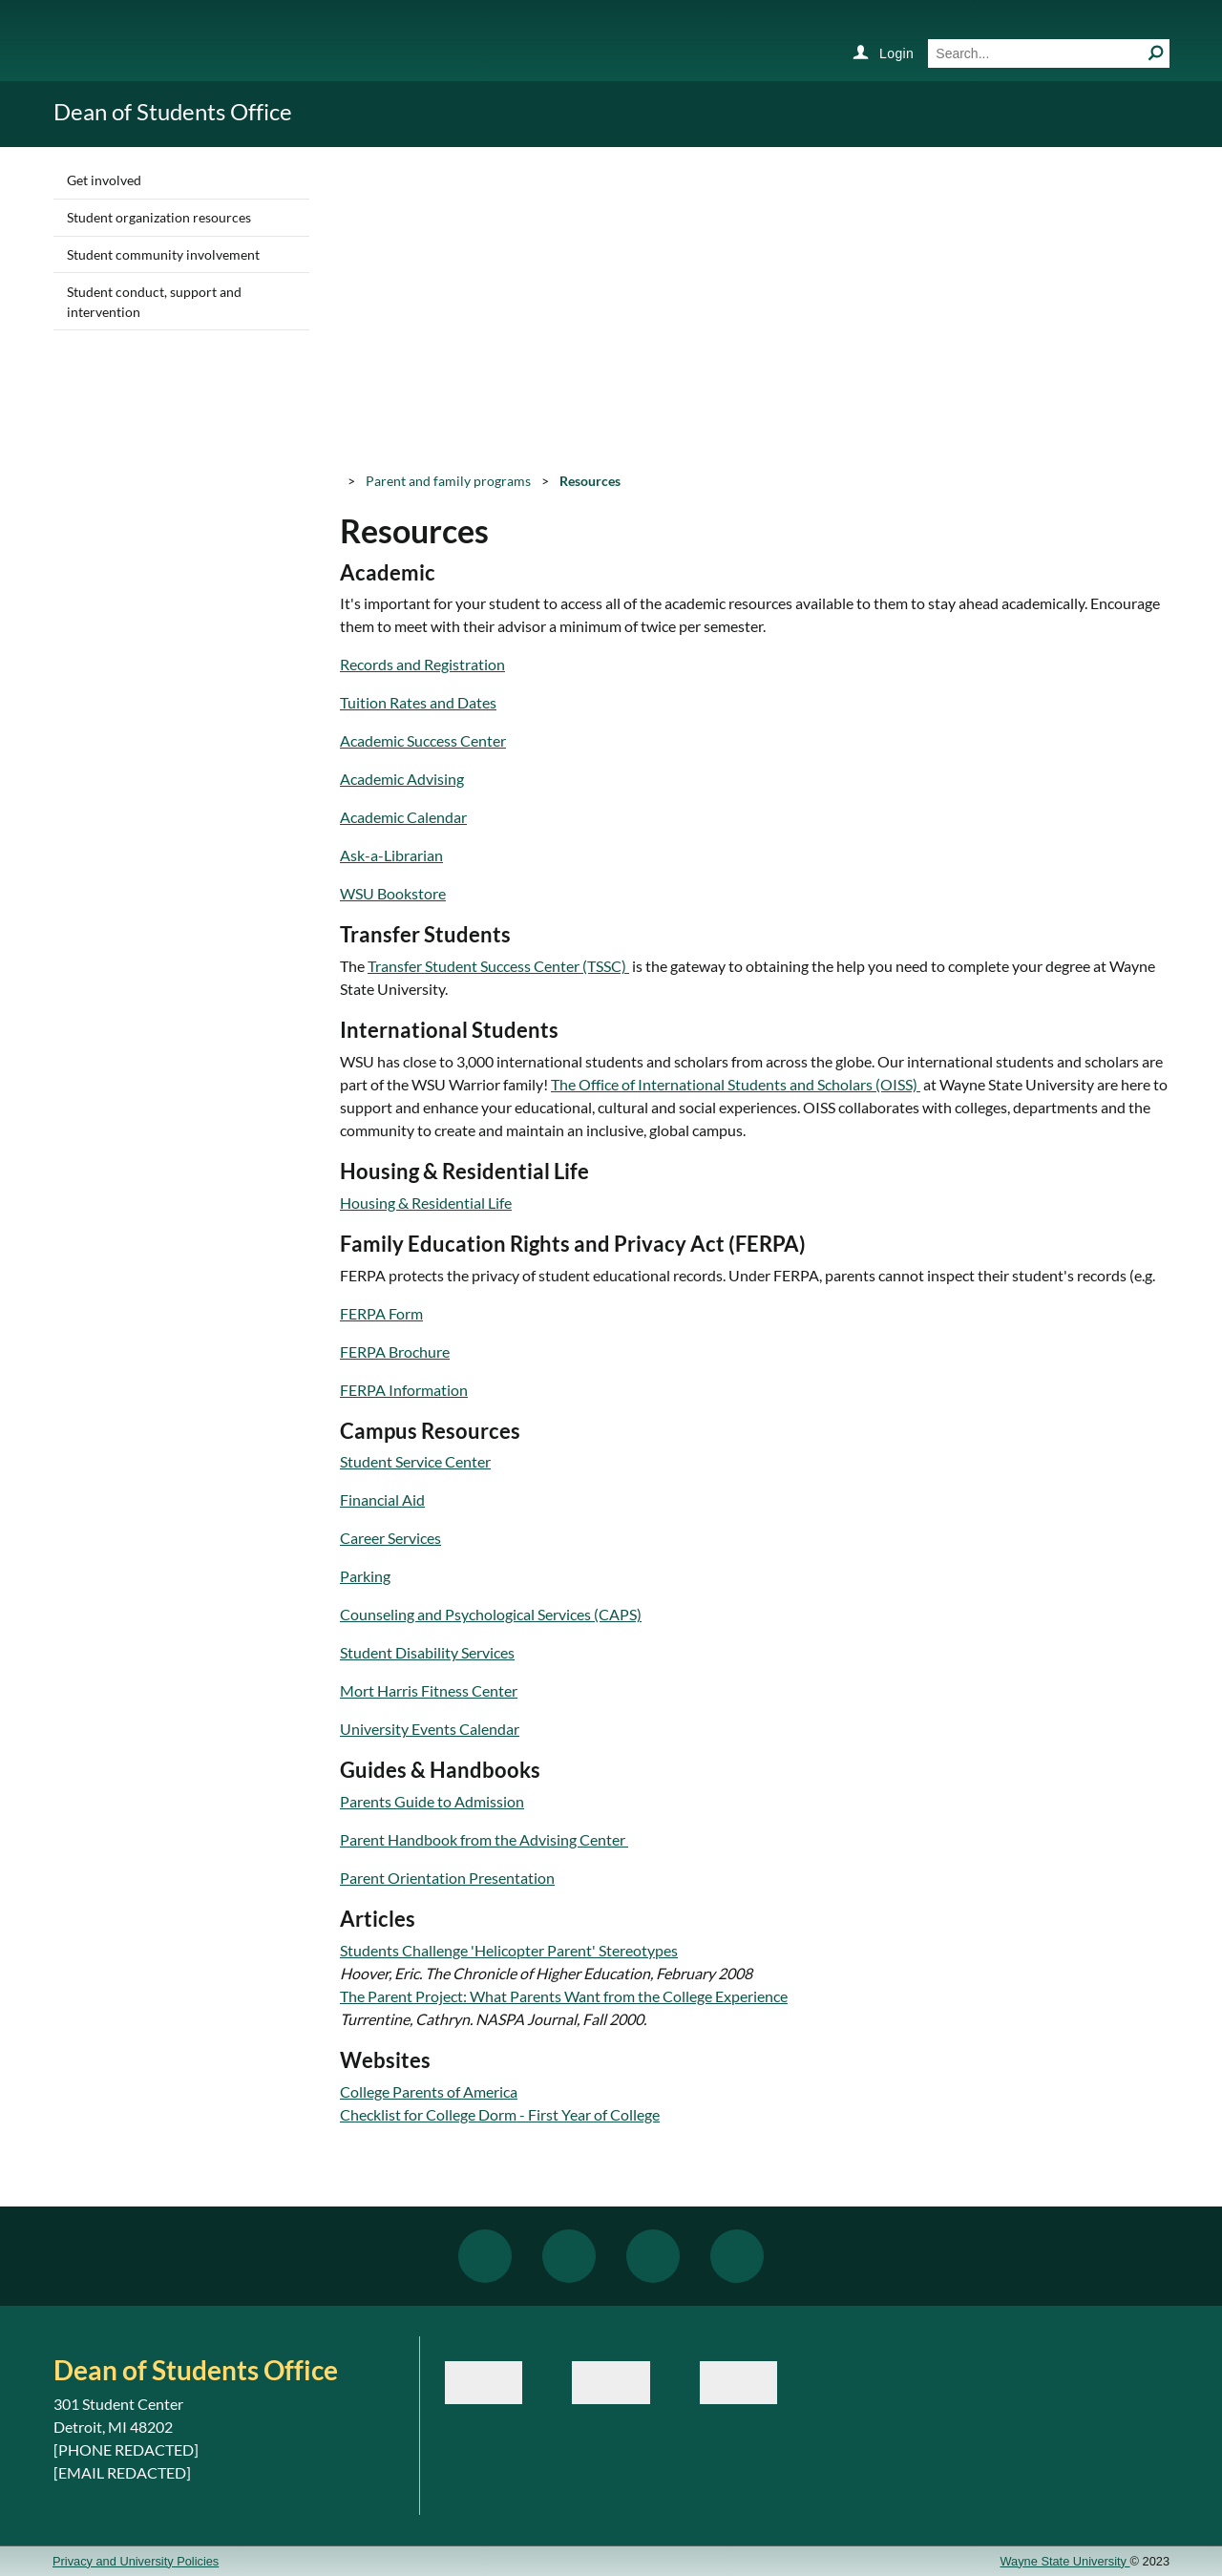 Login
Search...
Dean of Students Office
Get involved
Student organization resources
Student community involvement
Student conduct, support and
intervention
> Parent and family programs > Resources
Resources
Academic
It's important for your student to access all of the academic resources available to them to stay ahead academically. Encourage
them to meet with their advisor a minimum of twice per semester.
Records and Registration
Tuition Rates and Dates
Academic Success Center
Academic Advising
Academic Calendar
Ask-a-Librarian
WSU Bookstore
Transfer Students
The Transfer Student Success Center (TSSC) is the gateway to obtaining the help you need to complete your degree at Wayne
State University.
International Students
WSU has close to 3,000 international students and scholars from across the globe. Our international students and scholars are
part of the WSU Warrior family! The Office of International Students and Scholars (OISS) at Wayne State University are here to
support and enhance your educational, cultural and social experiences. OISS collaborates with colleges, departments and the
community to create and maintain an inclusive, global campus.
Housing & Residential Life
Housing & Residential Life
Family Education Rights and Privacy Act (FERPA)
FERPA protects the privacy of student educational records. Under FERPA, parents cannot inspect their student's records (e.g.
FERPA Form
FERPA Brochure
FERPA Information
Campus Resources
Student Service Center
Financial Aid
Career Services
Parking
Counseling and Psychological Services (CAPS)
Student Disability Services
Mort Harris Fitness Center
University Events Calendar
Guides & Handbooks
Parents Guide to Admission
Parent Handbook from the Advising Center
Parent Orientation Presentation
Articles
Students Challenge 'Helicopter Parent' Stereotypes
Hoover, Eric. The Chronicle of Higher Education, February 2008
The Parent Project: What Parents Want from the College Experience
Turrentine, Cathryn. NASPA Journal, Fall 2000.
Websites
College Parents of America
Checklist for College Dorm - First Year of College
Dean of Students Office
301 Student Center
Detroit, MI 48202
[PHONE REDACTED]
[EMAIL REDACTED]
Privacy and University Policies
Wayne State University © 2023